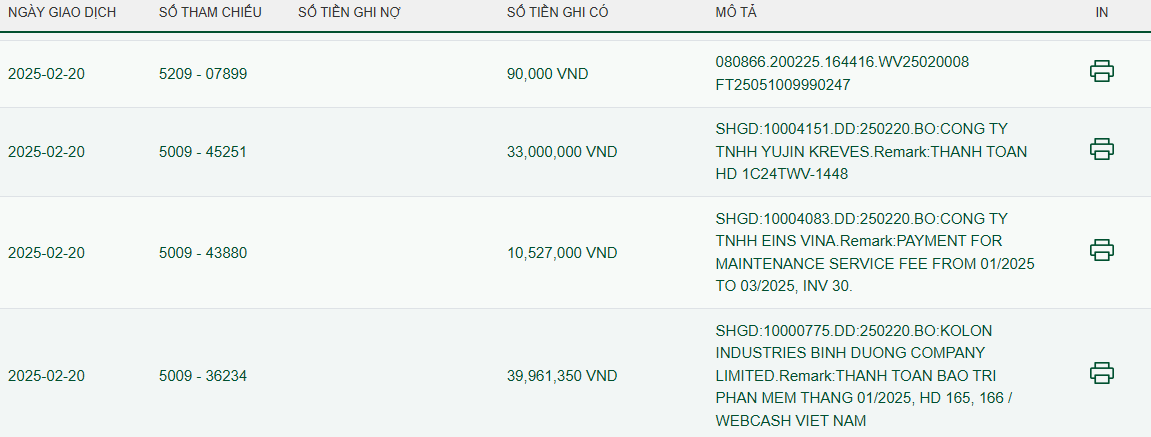 NGÀY GIAO DỊCH SỐ THAM CHIẾU SỐ TIỀN GHI NỢ SỐ TIỀN GHI CÓ MÔ TẢ IN
2025-02-20 5209 - 07899 90,000 VND 080866.200225.164416.WV25020008
FT25051009990247
2025-02-20 5009 - 45251 33,000,000 VND SHGD:10004151.DD:250220.BO:CONG TY
TNHH YUJIN KREVES.Remark:THANH TOAN
HD 1C24TWV-1448
2025-02-20 5009 - 43880 10,527,000 VND SHGD:10004083.DD:250220.BO:CONG TY
TNHH EINS VINA.Remark:PAYMENT FOR
MAINTENANCE SERVICE FEE FROM 01/2025
TO 03/2025, INV 30.
2025-02-20 5009 - 36234 39,961,350 VND SHGD:10000775.DD:250220.BO:KOLON
INDUSTRIES BINH DUONG COMPANY
LIMITED.Remark:THANH TOAN BAO TRI
PHAN MEM THANG 01/2025, HD 165, 166 /
WEBCASH VIET NAM